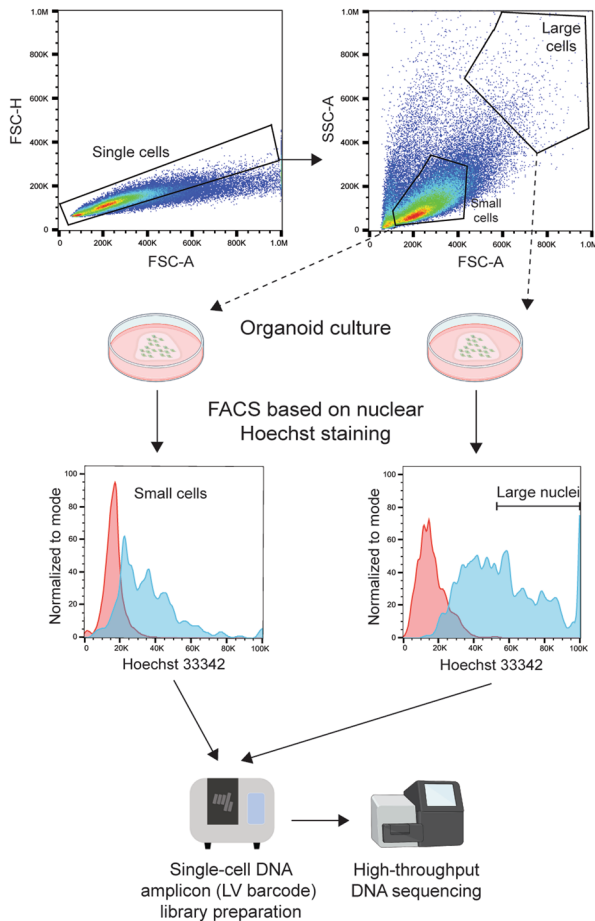 1.0M
800K
600K
400K
200K
0
FSC-H
Single cells
0
200K
400K
600K
800K
1.0M
FSC-A
1.0M
800K
600K
400K
200K
0
SSC-A
Large
cells
Small
cells
0
200K
400K
600K
800K
1.0M
FSC-A
Organoid culture
FACS based on nuclear
Hoechst staining
100
80
60
40
20
0
Normalized to mode
Small cells
0
20K
40K
60K
80K
100K
Hoechst 33342
100
80
60
40
20
0
Normalized to mode
Large nuclei
0
20K
40K
60K
80K
100K
Hoechst 33342
Single-cell DNA
amplicon (LV barcode)
library preparation
High-throughput
DNA sequencing